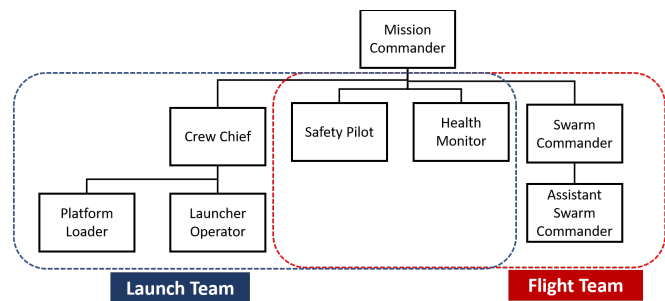 Mission
Commander
Crew Chief
Safety Pilot
Health
Monitor
Swarm
Commander
Platform
Loader
Launcher
Operator
Assistant
Swarm
Commander
Launch Team
Flight Team